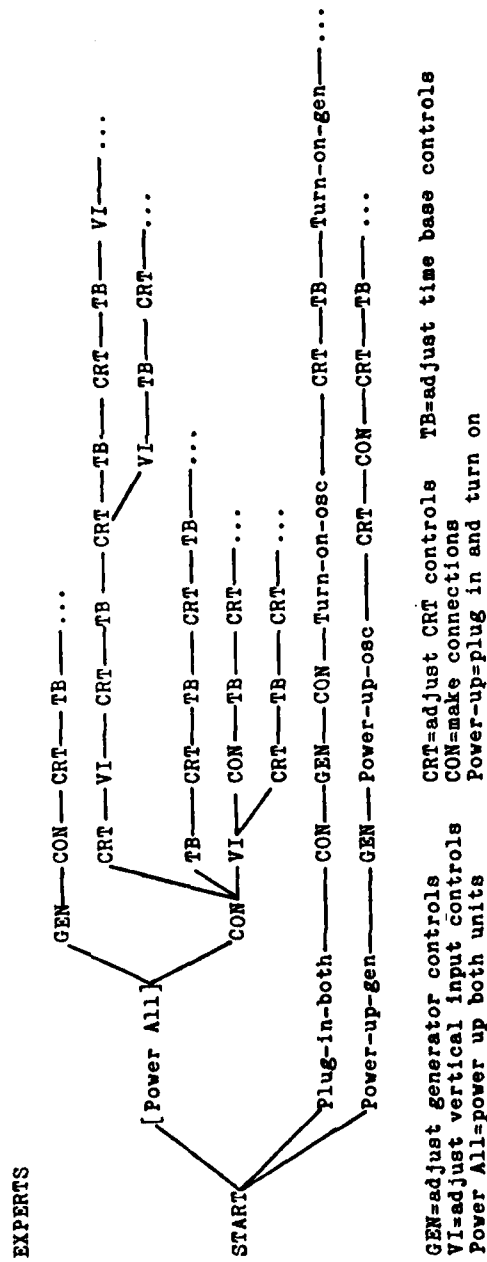 EXPERTS
GEN CON CRT TB ...
CRT VI CRT TB CRT TB CRT TB VI ...
[Power All] VI TB CRT ...
TB CRT TB CRT TB ...
CON VI CON TB CRT ...
CRT TB CRT ...
START
Plug-in-both CON GEN CON Turn-on-osc CRT TB Turn-on-gen ...
Power-up-gen GEN Power-up-osc CRT CON CRT TB ...
GEN=adjust generator controls CRT=adjust CRT controls TB=adjust time base controls
VI=adjust vertical input controls CON=make connections
Power All=power up both units Power-up=plug in and turn on